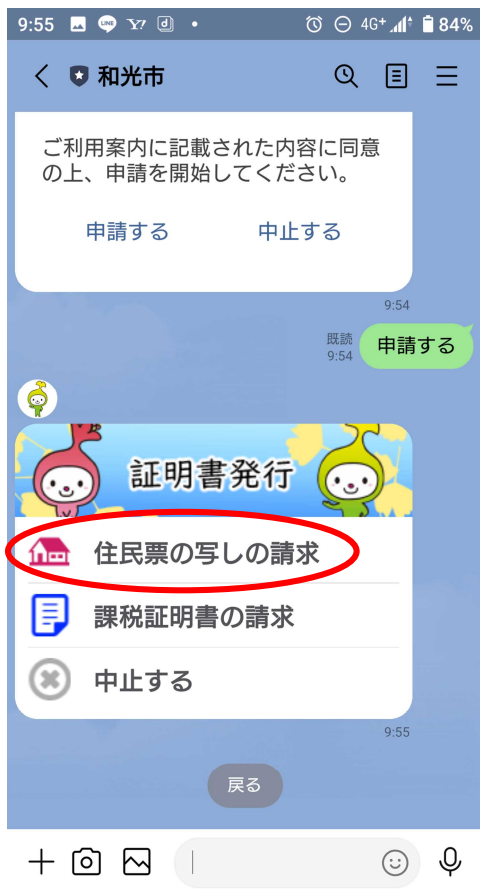 9:55 LINE Y!7 d 4G+ 84%
和光市
ご利用案内に記載された内容に同意
の上、申請を開始してください。
申請する 中止する
9:54
既読
9:54
申請する
証明書発行
住民票の写しの請求
課税証明書の請求
中止する
9:55
戻る